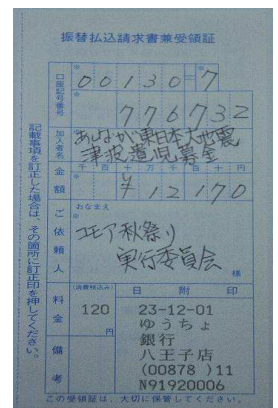 振替払込請求書兼受領証
口座記号番号
00130=7
776732
加入者名
あしなが東日本大地震
津波遺児募金
金額
千百十万千百十円
¥12170
ご依頼人
おなまえ
コモア秋祭り
実行委員会
様
料金
(消費税込み)
120
円
日附印
23-12-01
ゆうちょ
銀行
八王子店
(00878)11
N91920006
備考
この受領証は、大切に保管してください。
記載事項を訂正した場合は、その箇所に訂正印を押してください。